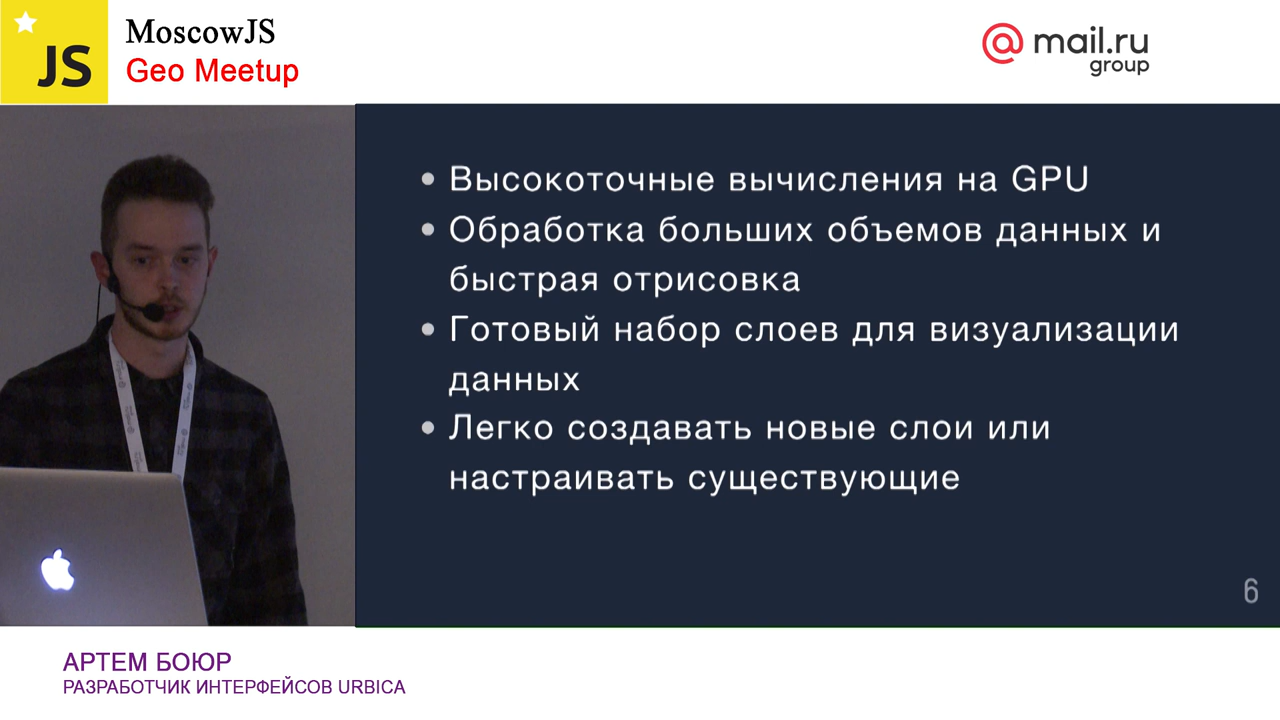 JS
MoscowJS
Geo Meetup
@mail.ru
group
• Высокоточные вычисления на GPU
• Обработка больших объемов данных и
быстрая отрисовка
• Готовый набор слоев для визуализации
данных
• Легко создавать новые слои или
настраивать существующие
6
АРТЕМ БОЮР
РАЗРАБОТЧИК ИНТЕРФЕЙСОВ URBICA